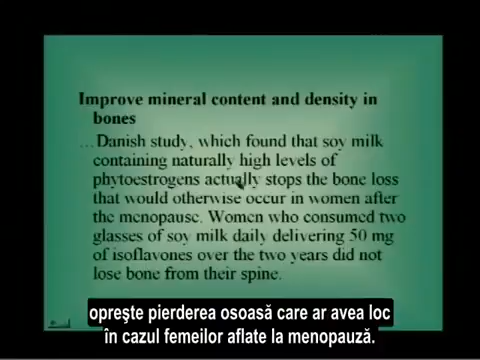 Improve mineral content and density in
bones
…Danish study, which found that soy milk
containing naturally high levels of
phytoestrogens actually stops the bone loss
that would otherwise occur in women after
the menopause. Women who consumed two
glasses of soy milk daily delivering 50 mg
of isoflavones over the two years did not
lose bone from their spine.
oprește pierderea osoasă care ar avea loc
în cazul femeilor aflate la menopauză.